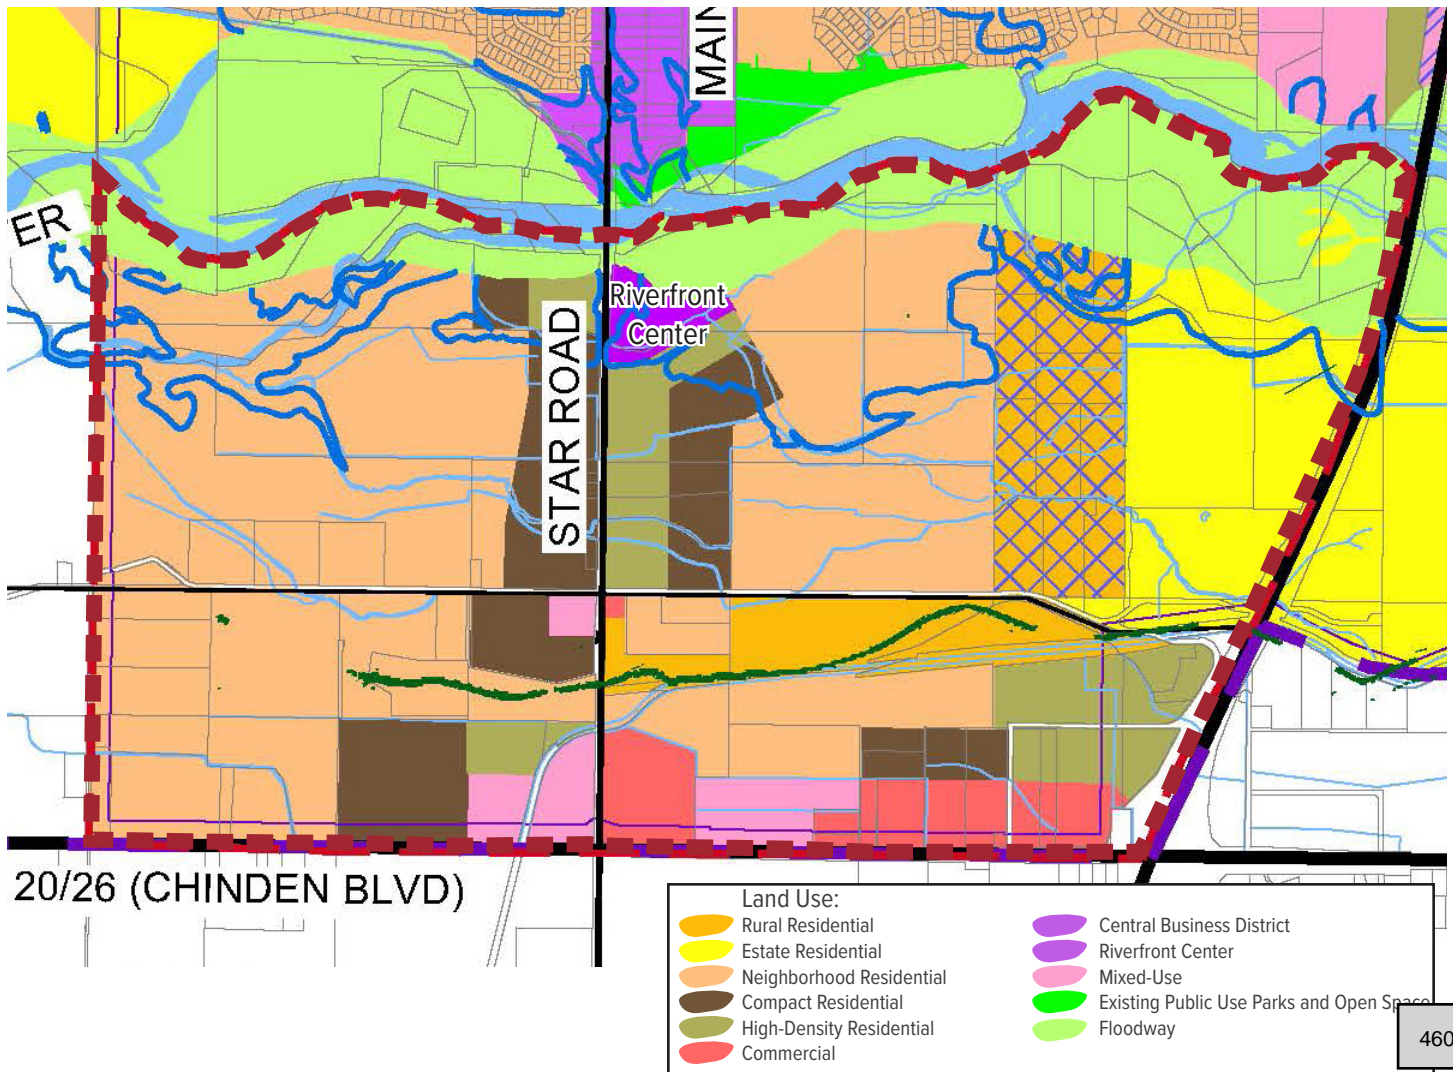 MAIN
ER
Riverfront
Center
STAR ROAD
20/26 (CHINDEN BLVD)
Land Use:
Rural Residential
Estate Residential
Neighborhood Residential
Compact Residential
High-Density Residential
Commercial
Central Business District
Riverfront Center
Mixed-Use
Existing Public Use Parks and Open Space
Floodway
460